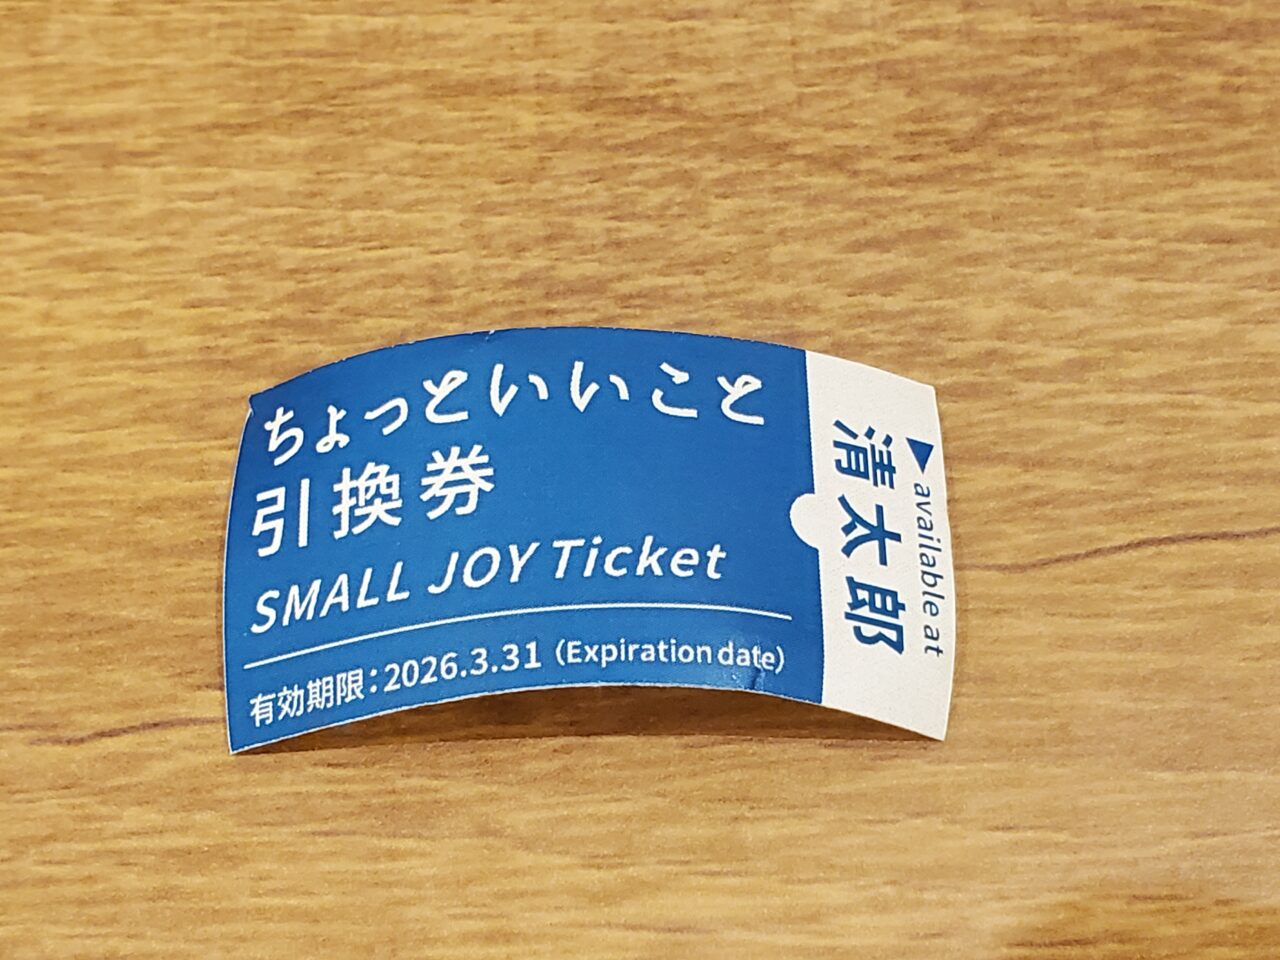 ちょっといいこと
引換券
SMALL JOY Ticket
有効期限：2026.3.31（Expiration date）
▶available at
清太郎